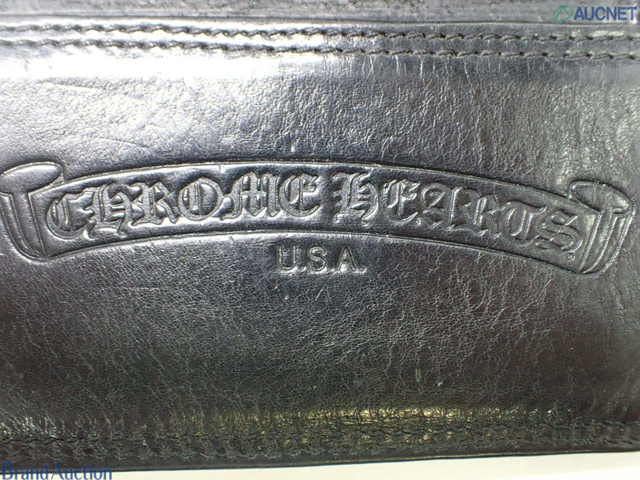 AUCNET
CHROME HEARTS
U.S.A.
Brand Auction